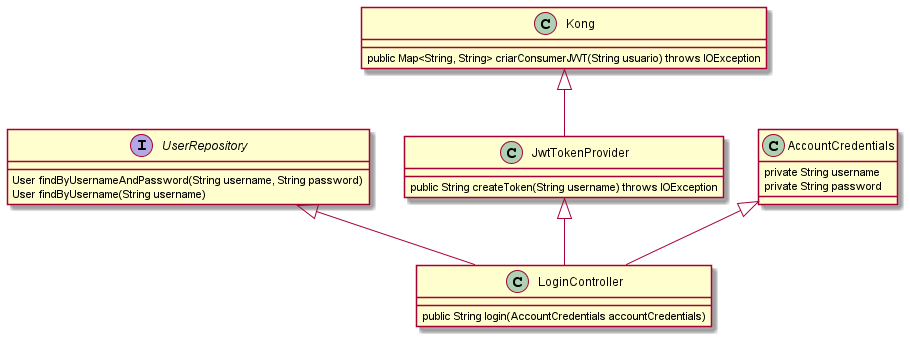 C Kong
public Map<String, String> criarConsumerJWT(String usuario) throws IOException
I UserRepository
User findByUsernameAndPassword(String username, String password)
User findByUsername(String username)
C JwtTokenProvider
public String createToken(String username) throws IOException
C AccountCredentials
private String username
private String password
C LoginController
public String login(AccountCredentials accountCredentials)